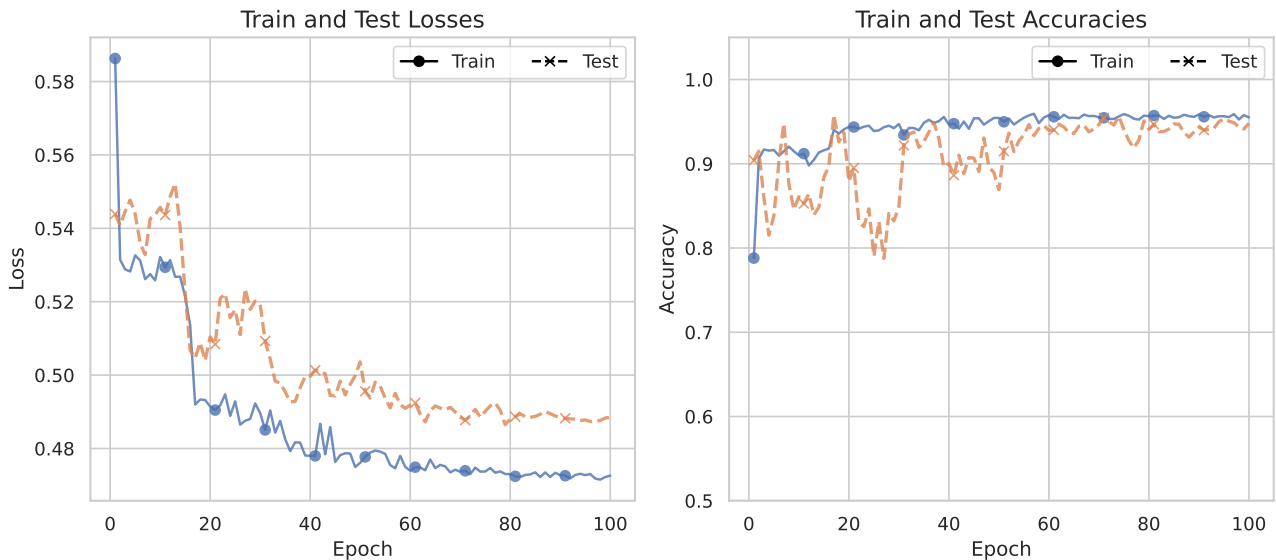 Train and Test Losses
Train
Test
0.58
0.56
0.54
0.52
0.50
0.48
Loss
0
20
40
60
80
100
Epoch
Train and Test Accuracies
Train
Test
1.0
0.9
0.8
0.7
0.6
0.5
Accuracy
0
20
40
60
80
100
Epoch